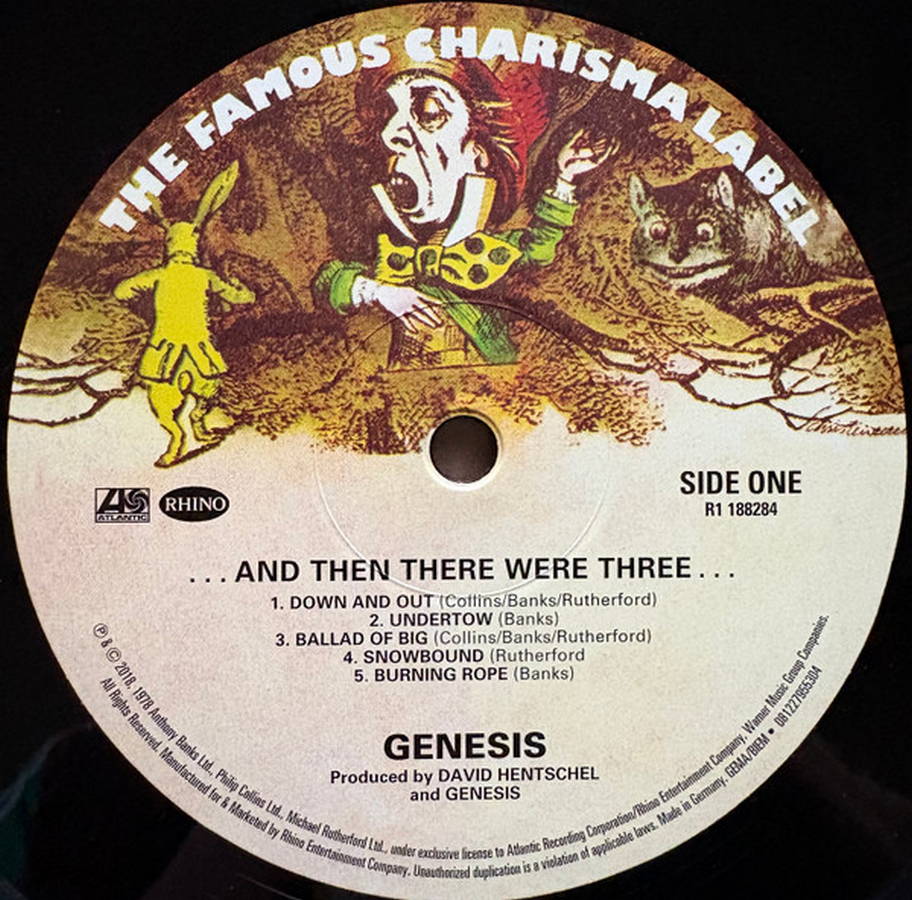 THE FAMOUS CHARISMA LABEL
ATLANTIC
RHINO
SIDE ONE
R1 188284
...AND THEN THERE WERE THREE...
1. DOWN AND OUT (Collins/Banks/Rutherford)
2. UNDERTOW (Banks)
3. BALLAD OF BIG (Collins/Banks/Rutherford)
4. SNOWBOUND (Rutherford
5. BURNING ROPE (Banks)
GENESIS
Produced by DAVID HENTSCHEL
and GENESIS
℗ & © 2018, 1978 Anthony Banks Ltd., Philip Collins Ltd., Michael Rutherford Ltd., under exclusive license to Atlantic Recording Corporation/Rhino Entertainment Company, Warner Music Group Companies.
All Rights Reserved. Manufactured for & Marketed by Rhino Entertainment Company. Unauthorized duplication is a violation of applicable laws. Made in Germany. GEMA/BIEM • 081227955304